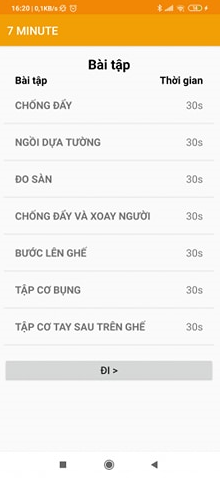 16:20 | 0,1KB/s
7 MINUTE
Bài tập
Bài tập Thời gian
CHỐNG ĐẨY 30s
NGỒI DỰA TƯỜNG 30s
ĐO SÀN 30s
CHỐNG ĐẨY VÀ XOAY NGƯỜI 30s
BƯỚC LÊN GHẾ 30s
TẬP CƠ BỤNG 30s
TẬP CƠ TAY SAU TRÊN GHẾ 30s
ĐI >